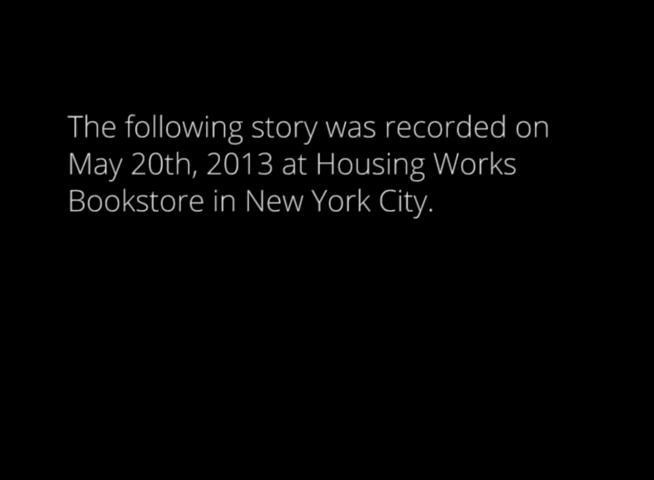 The following story was recorded on
May 20th, 2013 at Housing Works
Bookstore in New York City.